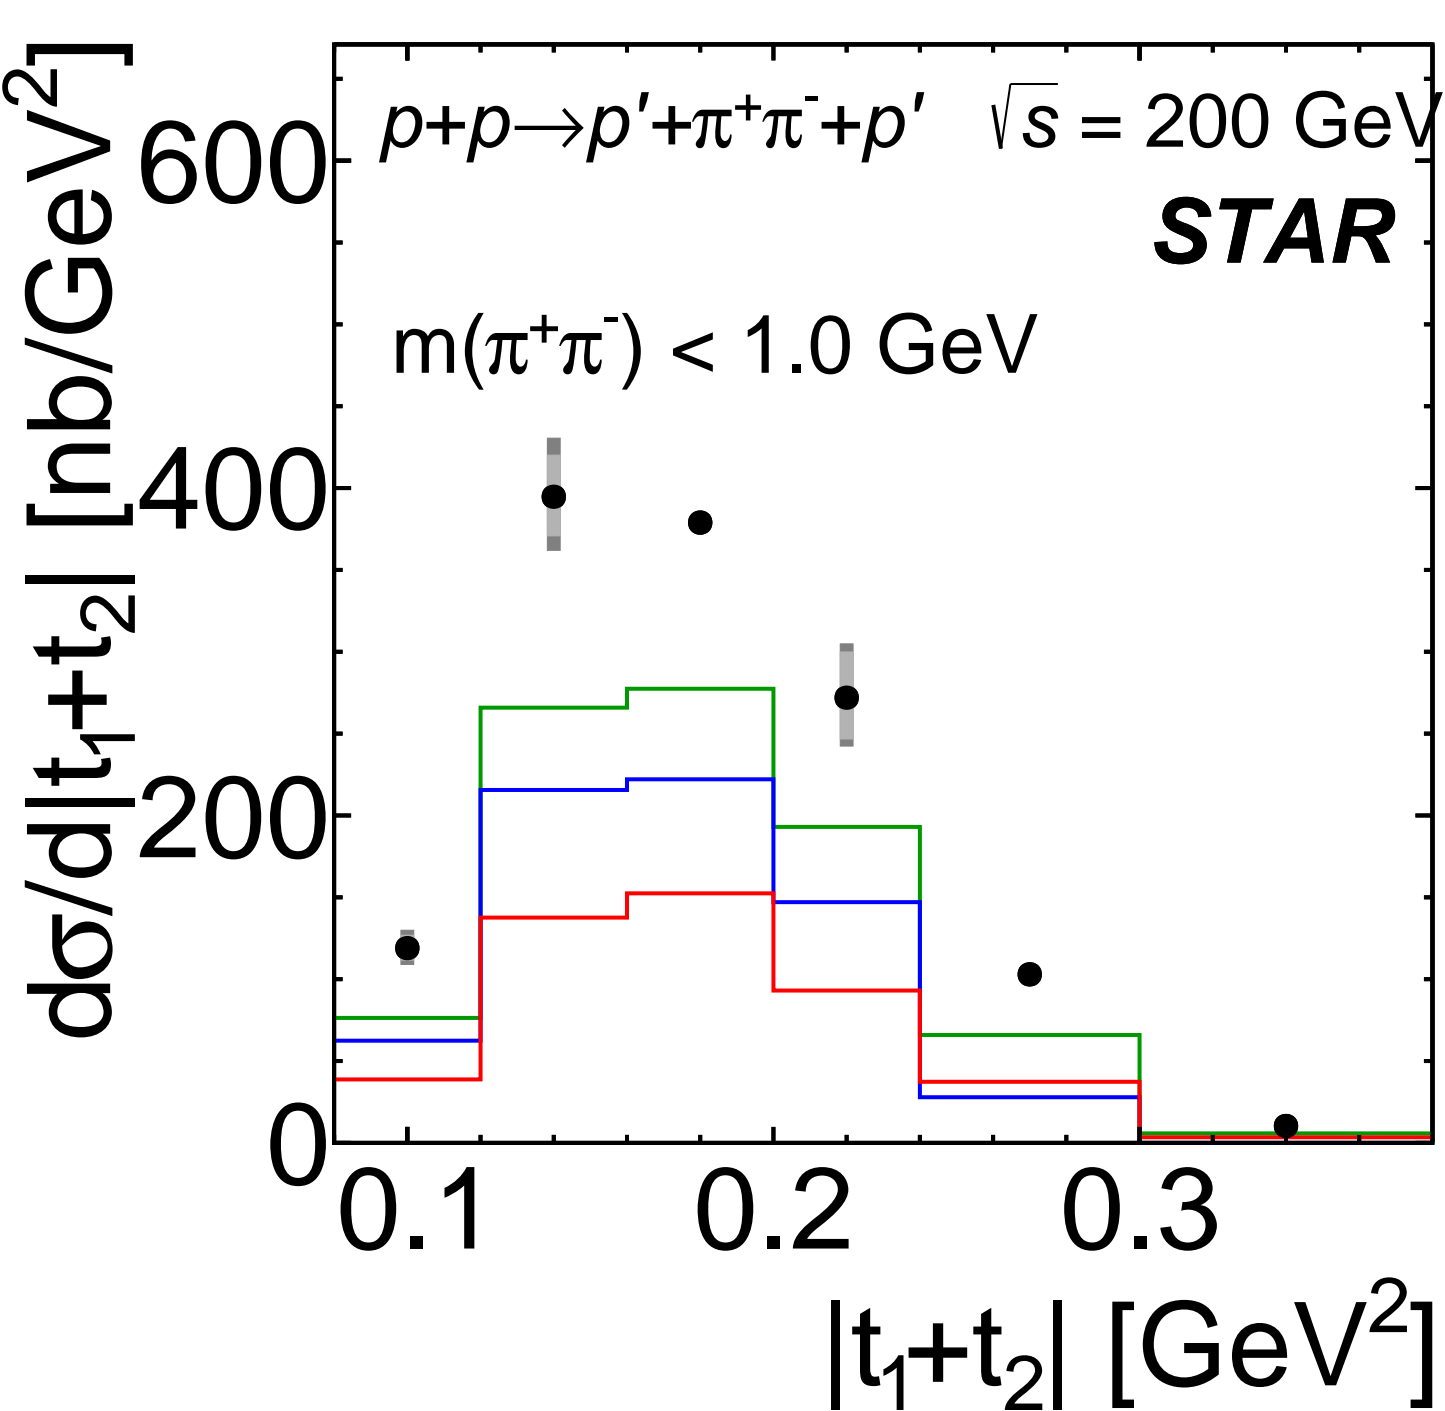 dσ/d|t₁+t₂| [nb/GeV²]
p+p→p′+π⁺π⁻+p′ √s = 200 GeV
STAR
m(π⁺π⁻) < 1.0 GeV
600
400
200
0
0.1 0.2 0.3
|t₁+t₂| [GeV²]